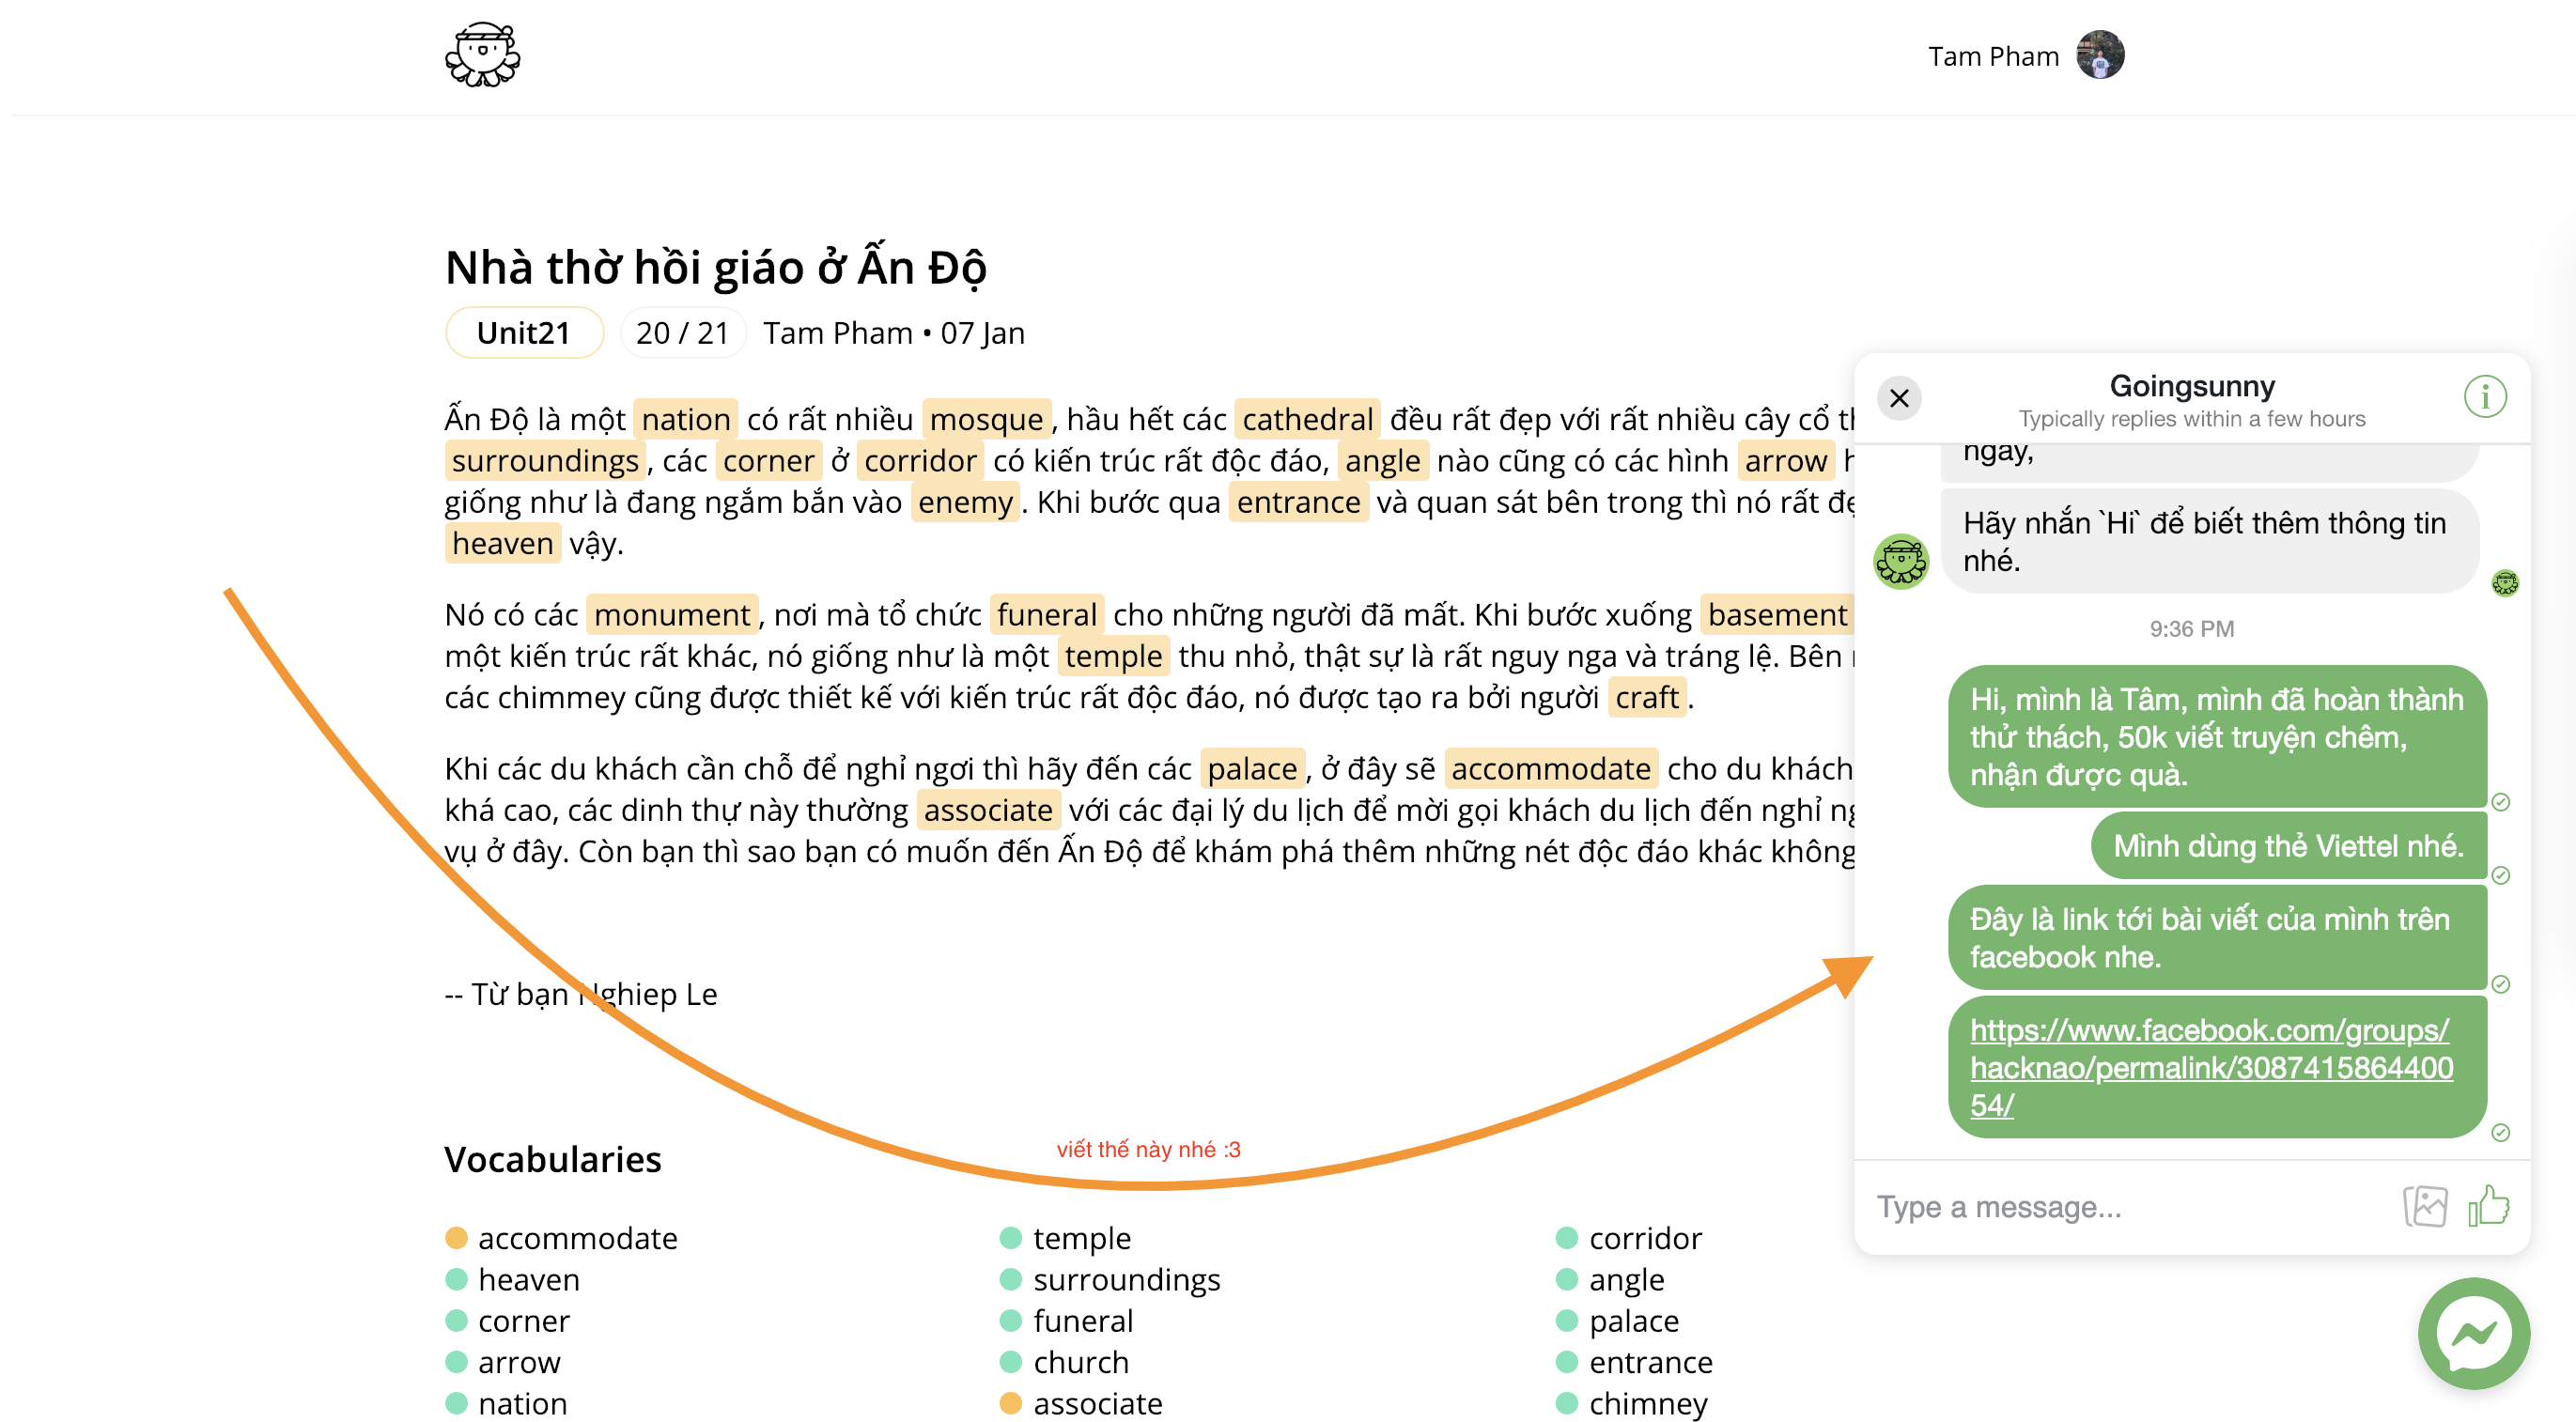 Tam Pham
Nhà thờ hồi giáo ở Ấn Độ
Unit21 20 / 21 Tam Pham • 07 Jan
Ấn Độ là một nation có rất nhiều mosque, hầu hết các cathedral đều rất đẹp với rất nhiều cây cổ
surroundings, các corner ở corridor có kiến trúc rất độc đáo, angle nào cũng có các hình arrow
giống như là đang ngắm bắn vào enemy. Khi bước qua entrance và quan sát bên trong thì nó rất
heaven vậy.
Nó có các monument, nơi mà tổ chức funeral cho những người đã mất. Khi bước xuống basement
một kiến trúc rất khác, nó giống như là một temple thu nhỏ, thật sự là rất nguy nga và tráng lệ. Bên
các chimmey cũng được thiết kế với kiến trúc rất độc đáo, nó được tạo ra bởi người craft.
Khi các du khách cần chỗ để nghỉ ngơi thì hãy đến các palace, ở đây sẽ accommodate cho du khách
khá cao, các dinh thự này thường associate với các đại lý du lịch để mời gọi khách du lịch đến nghỉ
vụ ở đây. Còn bạn thì sao bạn có muốn đến Ấn Độ để khám phá thêm những nét độc đáo khác không
-- Từ bạn Nghiep Le
viết thế này nhé :3
Vocabularies
accommodate temple corridor
heaven surroundings angle
corner funeral palace
arrow church entrance
nation associate chimney
Goingsunny
Typically replies within a few hours
ngay,
Hãy nhắn `Hi` để biết thêm thông tin
nhé.
9:36 PM
Hi, mình là Tâm, mình đã hoàn thành
thử thách, 50k viết truyện chêm,
nhận được quà.
Mình dùng thẻ Viettel nhé.
Đây là link tới bài viết của mình trên
facebook nhe.
https://www.facebook.com/groups/
hacknao/permalink/3087415864400
54/
Type a message...